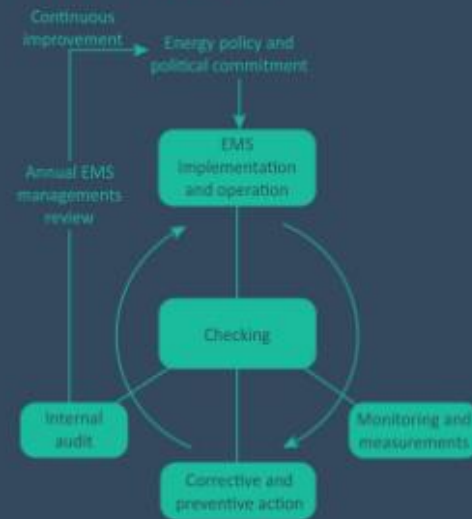 Continuous
improvement
Energy policy and
political commitment
EMS
implementation
and operation
Annual EMS
managements
review
Checking
Internal
audit
Monitoring and
measurements
Corrective and
preventive action